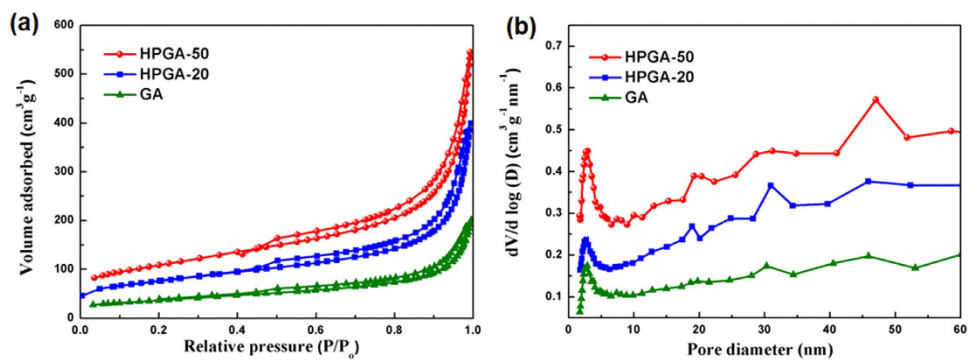 (a)
600
500
400
300
200
100
0
0.0 0.2 0.4 0.6 0.8 1.0
Volume adsorbed (cm³g⁻¹)
Relative pressure (P/Pₒ)
HPGA-50
HPGA-20
GA
(b)
0.7
0.6
0.5
0.4
0.3
0.2
0.1
0 10 20 30 40 50 60
dV/d log (D) (cm³ g⁻¹ nm⁻¹)
Pore diameter (nm)
HPGA-50
HPGA-20
GA